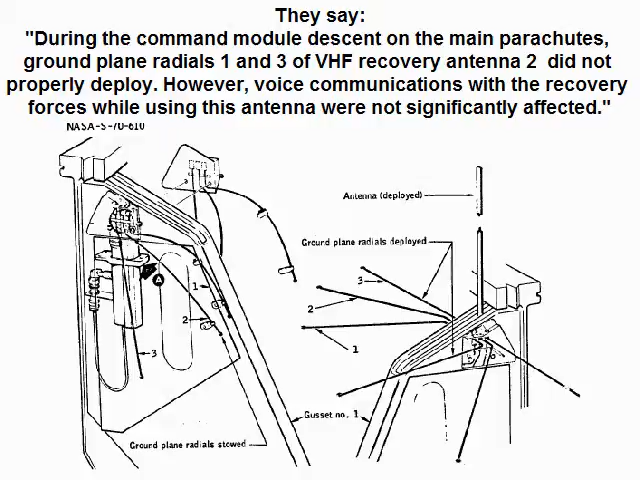 They say:
"During the command module descent on the main parachutes,
ground plane radials 1 and 3 of VHF recovery antenna 2  did not
properly deploy. However, voice communications with the recovery
forces while using this antenna were not significantly affected."
NASA-S-70-610
Antenna (deployed)
Ground plane radials deployed
A
1
2
3
3
2
1
Gusset no. 1
Ground plane radials stowed